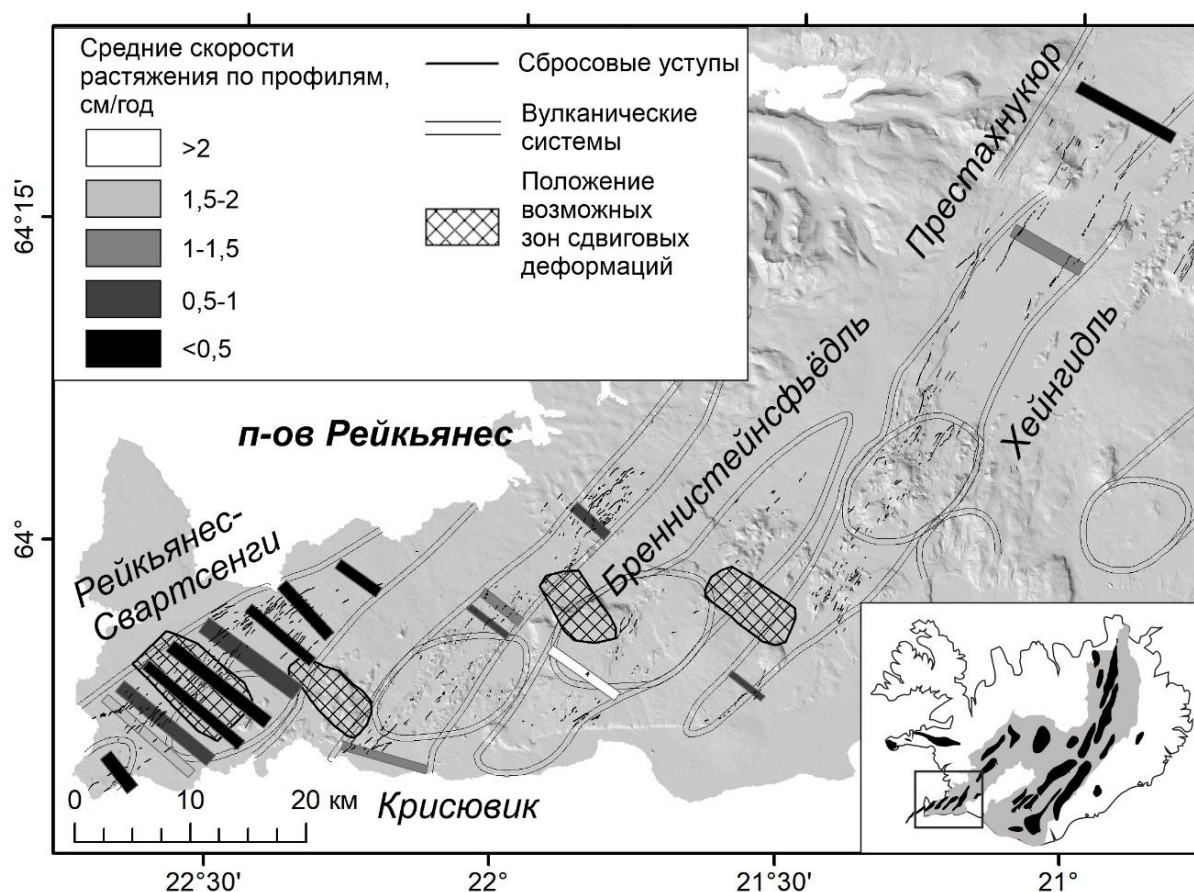 Средние скорости
растяжения по профилям,
см/год
>2
1,5-2
1-1,5
0,5-1
<0,5
Сбросовые уступы
Вулканические
системы
Положение
возможных
зон сдвиговых
деформаций
64°15'
64°
Престахнукюр
Хейнгидль
Бреннистейнсфьёдль
п-ов Рейкьянес
Рейкьянес-
Свартсенги
Крисювик
0 10 20 км
22°30' 22° 21°30' 21°